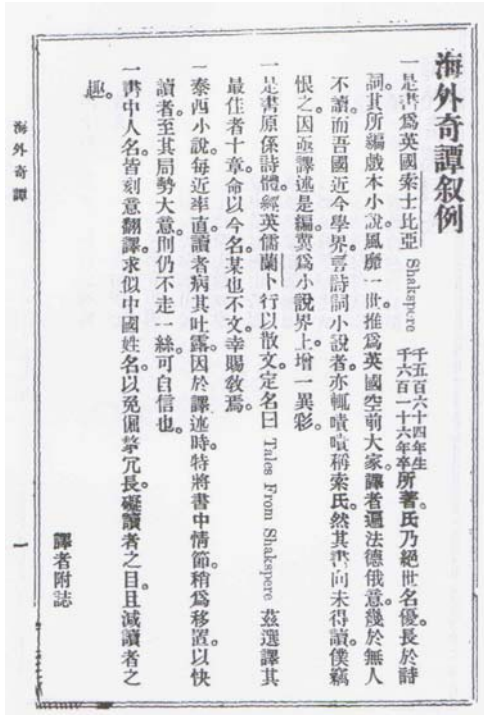 海外奇譚叙例
一是書爲英國索士比亞 Shakspere 千五百六十四年生 千六百一十六年卒 所著。氏乃絕世名優。長於詩
詞。其所編戲本小說。風靡一世。推爲英國空前大家。譯者遍法德俄意。幾於無人
不讀。而吾國近今學界。言詩詞小說者。亦輒嘖嘖稱索氏。然其書向未得讀。僕竊
恨之。因亟譯述是編。冀爲小說界上增一異彩。
一是書原係詩體。經英儒蘭卜行以散文。定名曰 Tales From Shakspere 茲選譯其
最佳者十章。命以今名。某也不文。幸賜敎焉。
一泰西小說。每近率直。讀者病其吐露。因於譯述時。特將書中情節。稍爲移置。以快
讀者。至其局勢大意。則仍不走一絲。可自信也。
一書中人名。皆刻意翻譯。求似中國姓名。以免佩拏冗長。礙讀者之目。且減讀者之
趣。
譯者附誌
海外奇譚
一